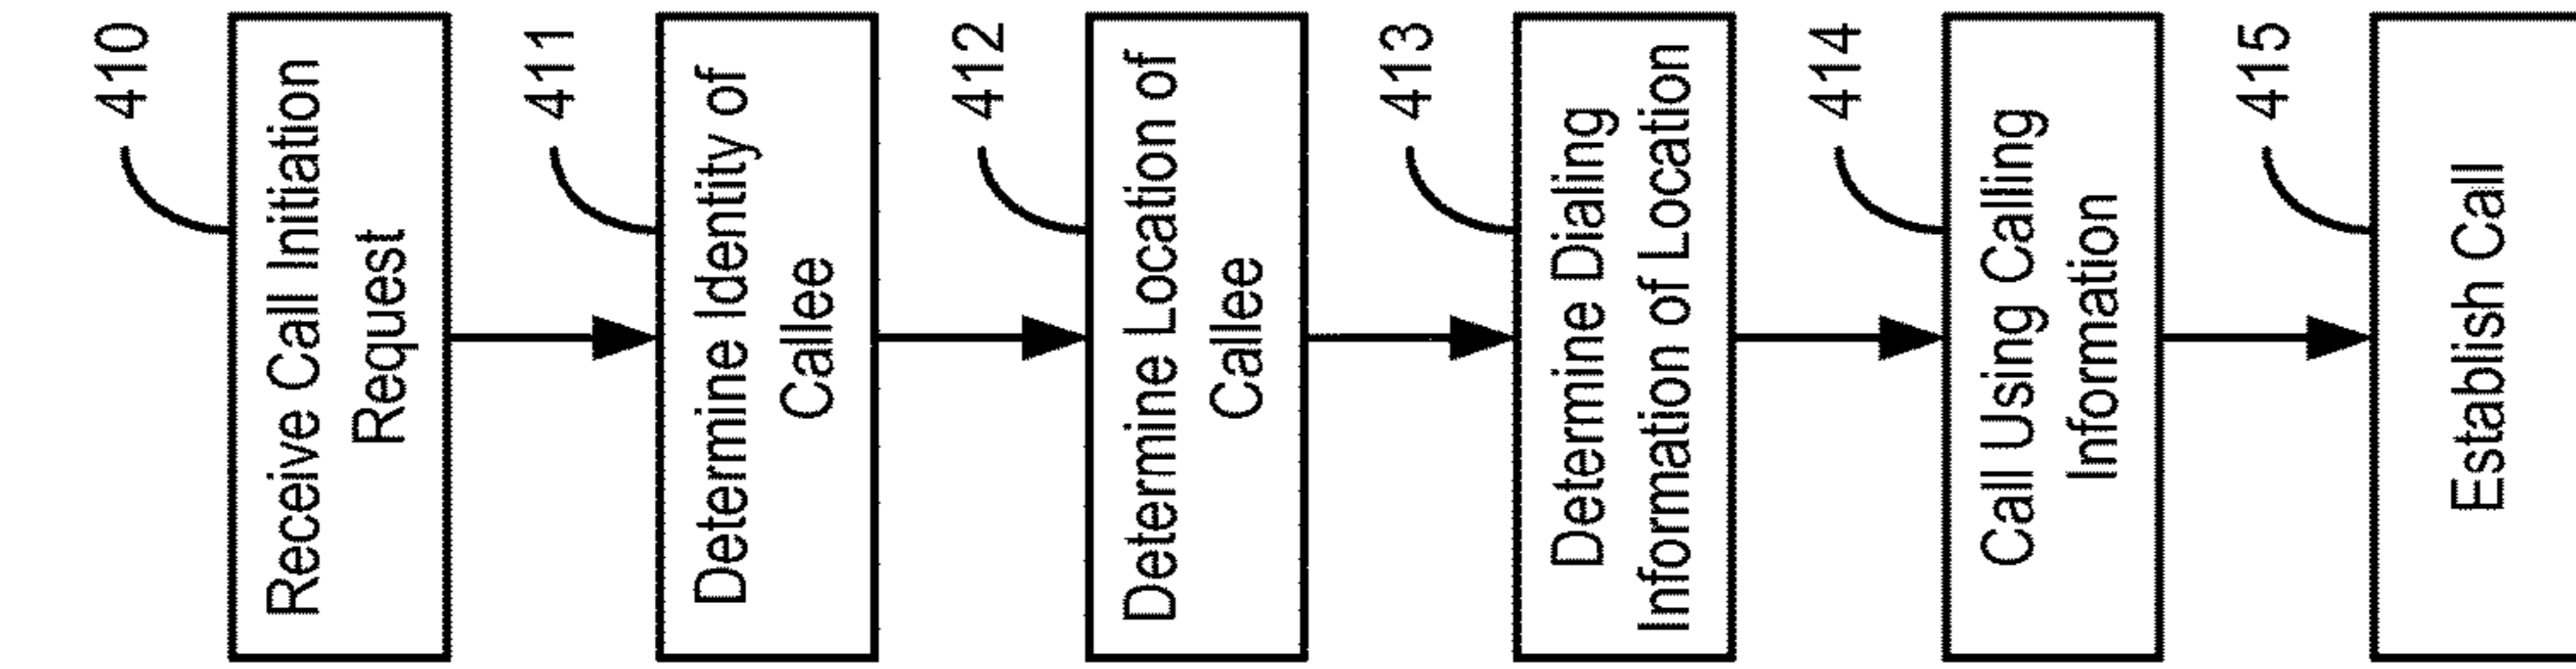 410
Receive Call Initiation
Request
411
Determine Identity of
Callee
412
Determine Location of
Callee
413
Determine Dialing
Information of Location
414
Call Using Calling
Information
415
Establish Call